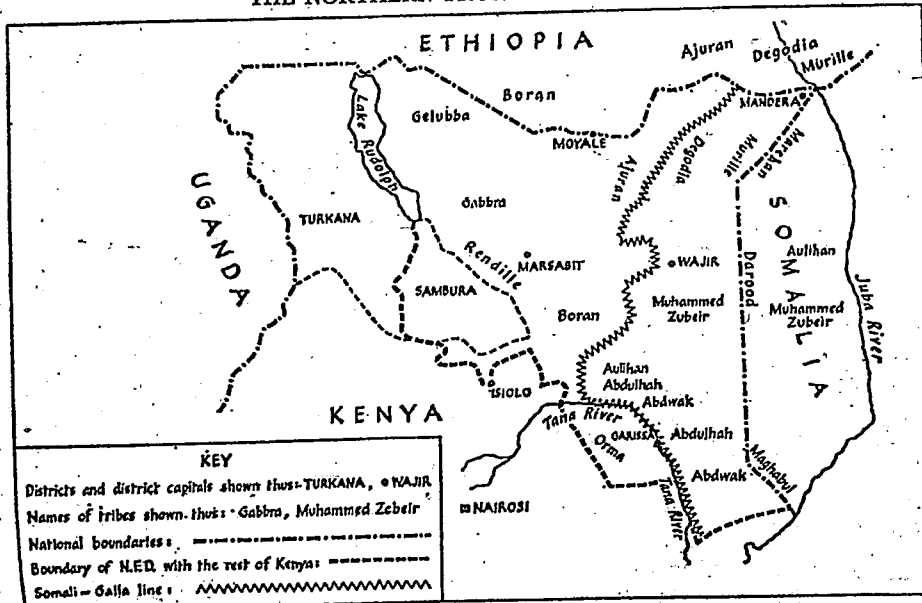 THE NORTHERN
ETHIOPIA
Ajuran
Degodia
Murille
Boran
Gelubba
MANDERA
MOYALE
Lake Rudolph
Ajuran
Degodia
Murille
Marehan
UGANDA
TURKANA
Gabbra
SOMALIA
Rendille
MARSABIT
WAJIR
Darood
Aulihan
SAMBURA
Boran
Muhammed
Zubeir
Muhammed
Zubeir
Juba River
ISIOLO
Aulihan
Abdulhah
Abdwak
KENYA
Tana River
Orma
GARISSA
Abdulhah
Abdwak
Maghabul
Tana River
NAIROBI
KEY
Districts and district capitals shown thus: TURKANA, WAJIR
Names of tribes shown thus: Gabbra, Muhammed Zebeir
National boundaries:
Boundary of N.F.D. with the rest of Kenya:
Somali-Galla line: